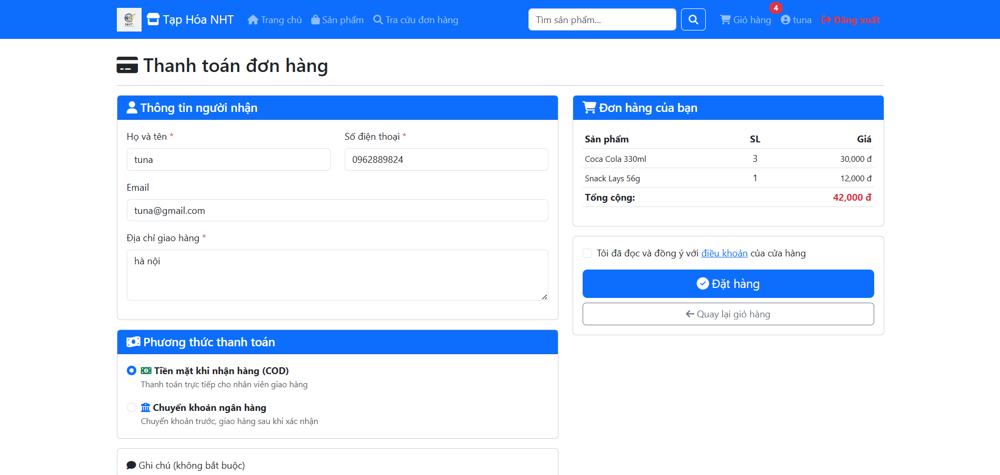 NHT
NHT
Tạp Hóa NHT
Trang chủ
Sản phẩm
Tra cứu đơn hàng
Tìm sản phẩm...
4
Giỏ hàng
tuna
Đăng xuất
Thanh toán đơn hàng
Thông tin người nhận
Họ và tên *
Số điện thoại *
tuna
0962889824
Email
tuna@gmail.com
Địa chỉ giao hàng *
hà nội
Phương thức thanh toán
Tiền mặt khi nhận hàng (COD)
Thanh toán trực tiếp cho nhân viên giao hàng
Chuyển khoản ngân hàng
Chuyển khoản trước, giao hàng sau khi xác nhận
Ghi chú (không bắt buộc)
Đơn hàng của bạn
Sản phẩm SL Giá
Coca Cola 330ml 3 30,000 đ
Snack Lays 56g 1 12,000 đ
Tổng cộng: 42,000 đ
Tôi đã đọc và đồng ý với điều khoản của cửa hàng
Đặt hàng
Quay lại giỏ hàng